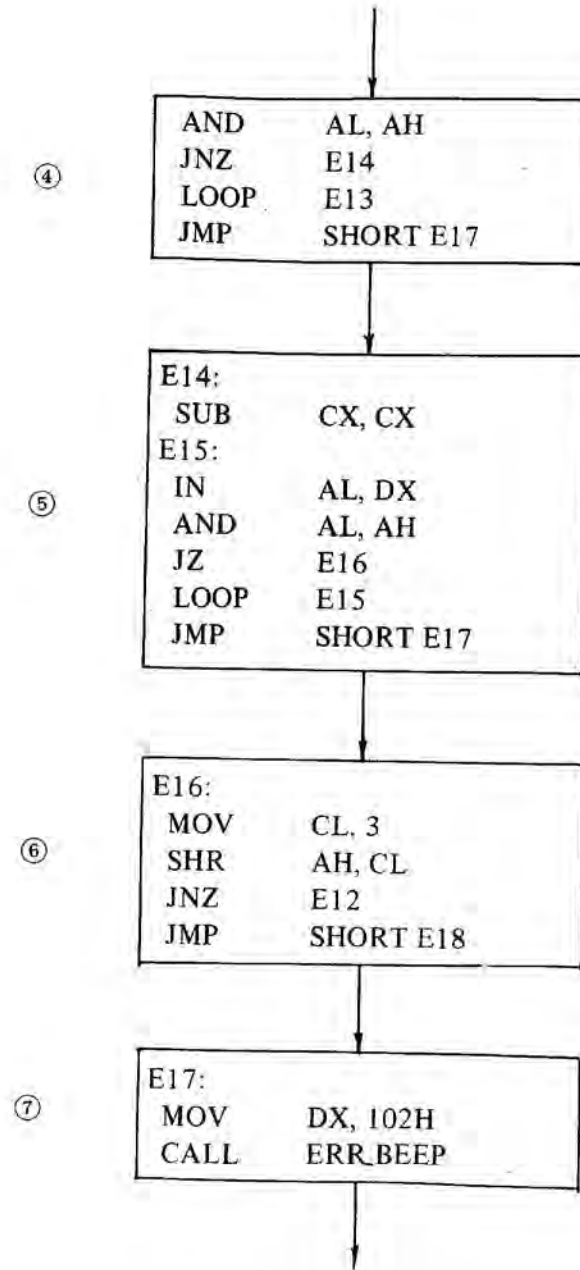 ④
AND AL, AH
JNZ E14
LOOP E13
JMP SHORT E17
⑤
E14:
SUB CX, CX
E15:
IN AL, DX
AND AL, AH
JZ E16
LOOP E15
JMP SHORT E17
⑥
E16:
MOV CL, 3
SHR AH, CL
JNZ E12
JMP SHORT E18
⑦
E17:
MOV DX, 102H
CALL ERR_BEEP